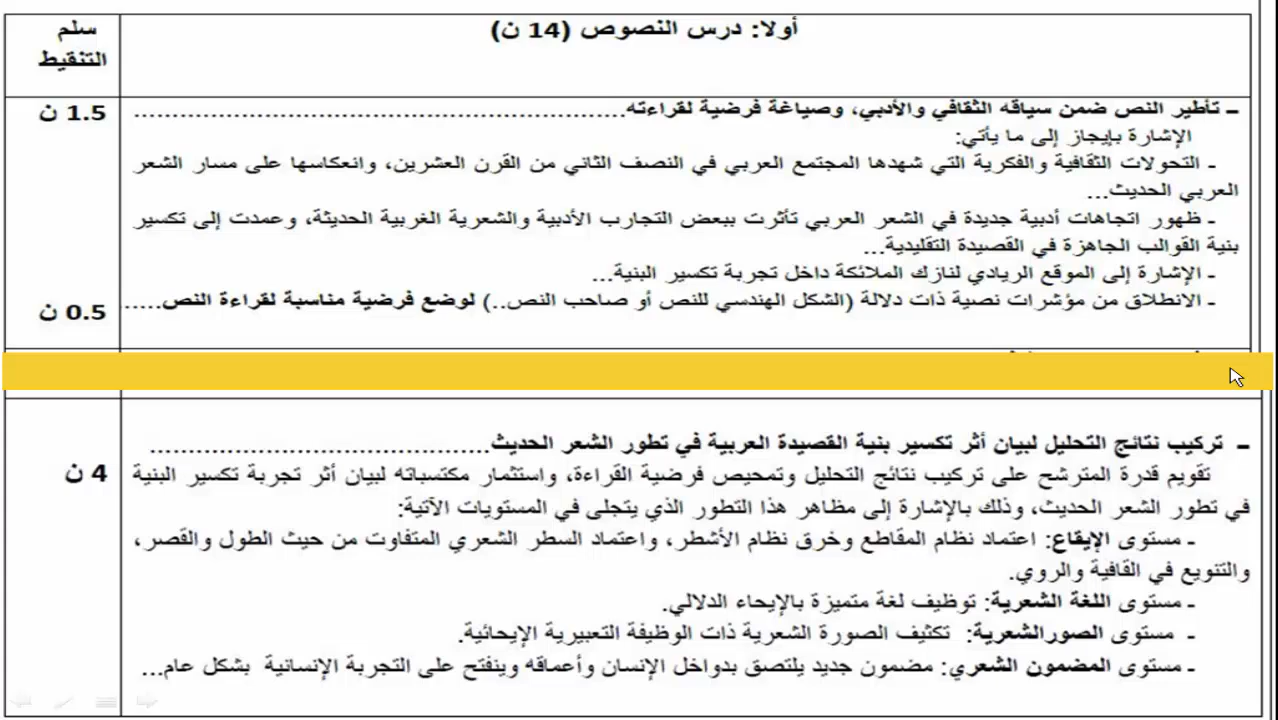 سلم
التنقيط
أولا: درس النصوص (14 ن)
1.5 ن
ـ تأطير النص ضمن سياقه الثقافي والأدبي، وصياغة فرضية لقراءته................................................................
الإشارة بإيجاز إلى ما يأتي:
ـ التحولات الثقافية والفكرية التي شهدها المجتمع العربي في النصف الثاني من القرن العشرين، وانعكاسها على مسار الشعر
العربي الحديث...
ـ ظهور اتجاهات أدبية جديدة في الشعر العربي تأثرت ببعض التجارب الأدبية والشعرية الغربية الحديثة، وعمدت إلى تكسير
بنية القوالب الجاهزة في القصيدة التقليدية...
ـ الإشارة إلى الموقع الريادي لنازك الملائكة داخل تجربة تكسير البنية...
ـ الانطلاق من مؤشرات نصية ذات دلالة (الشكل الهندسي للنص أو صاحب النص..) لوضع فرضية مناسبة لقراءة النص......
0.5 ن
ـ تركيب نتائج التحليل لبيان أثر تكسير بنية القصيدة العربية في تطور الشعر الحديث............................................
4 ن
تقويم قدرة المترشح على تركيب نتائج التحليل وتمحيص فرضية القراءة، واستثمار مكتسباته لبيان أثر تجربة تكسير البنية
في تطور الشعر الحديث، وذلك بالإشارة إلى مظاهر هذا التطور الذي يتجلى في المستويات الآتية:
ـ مستوى الإيقاع: اعتماد نظام المقاطع وخرق نظام الأشطر، واعتماد السطر الشعري المتفاوت من حيث الطول والقصر،
والتنويع في القافية والروي.
ـ مستوى اللغة الشعرية: توظيف لغة متميزة بالإيحاء الدلالي.
ـ مستوى الصورالشعرية: تكثيف الصورة الشعرية ذات الوظيفة التعبيرية الإيحائية.
ـ مستوى المضمون الشعري: مضمون جديد يلتصق بدواخل الإنسان وأعماقه وينفتح على التجربة الإنسانية بشكل عام...